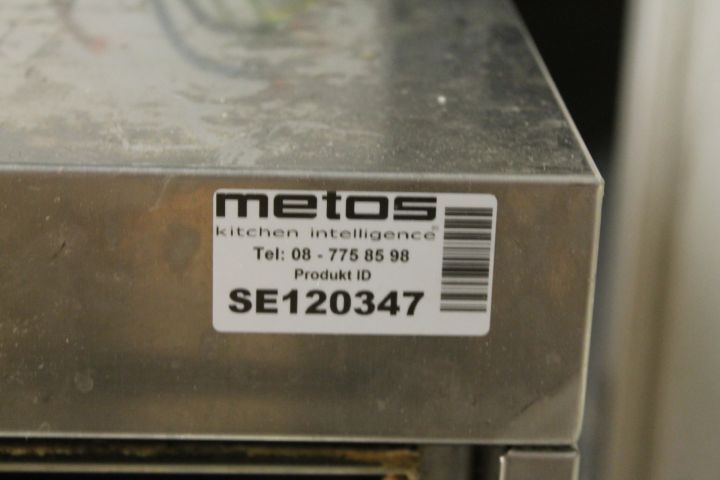 metos
kitchen intelligence®
Tel: 08 - 775 85 98
Produkt ID
SE120347